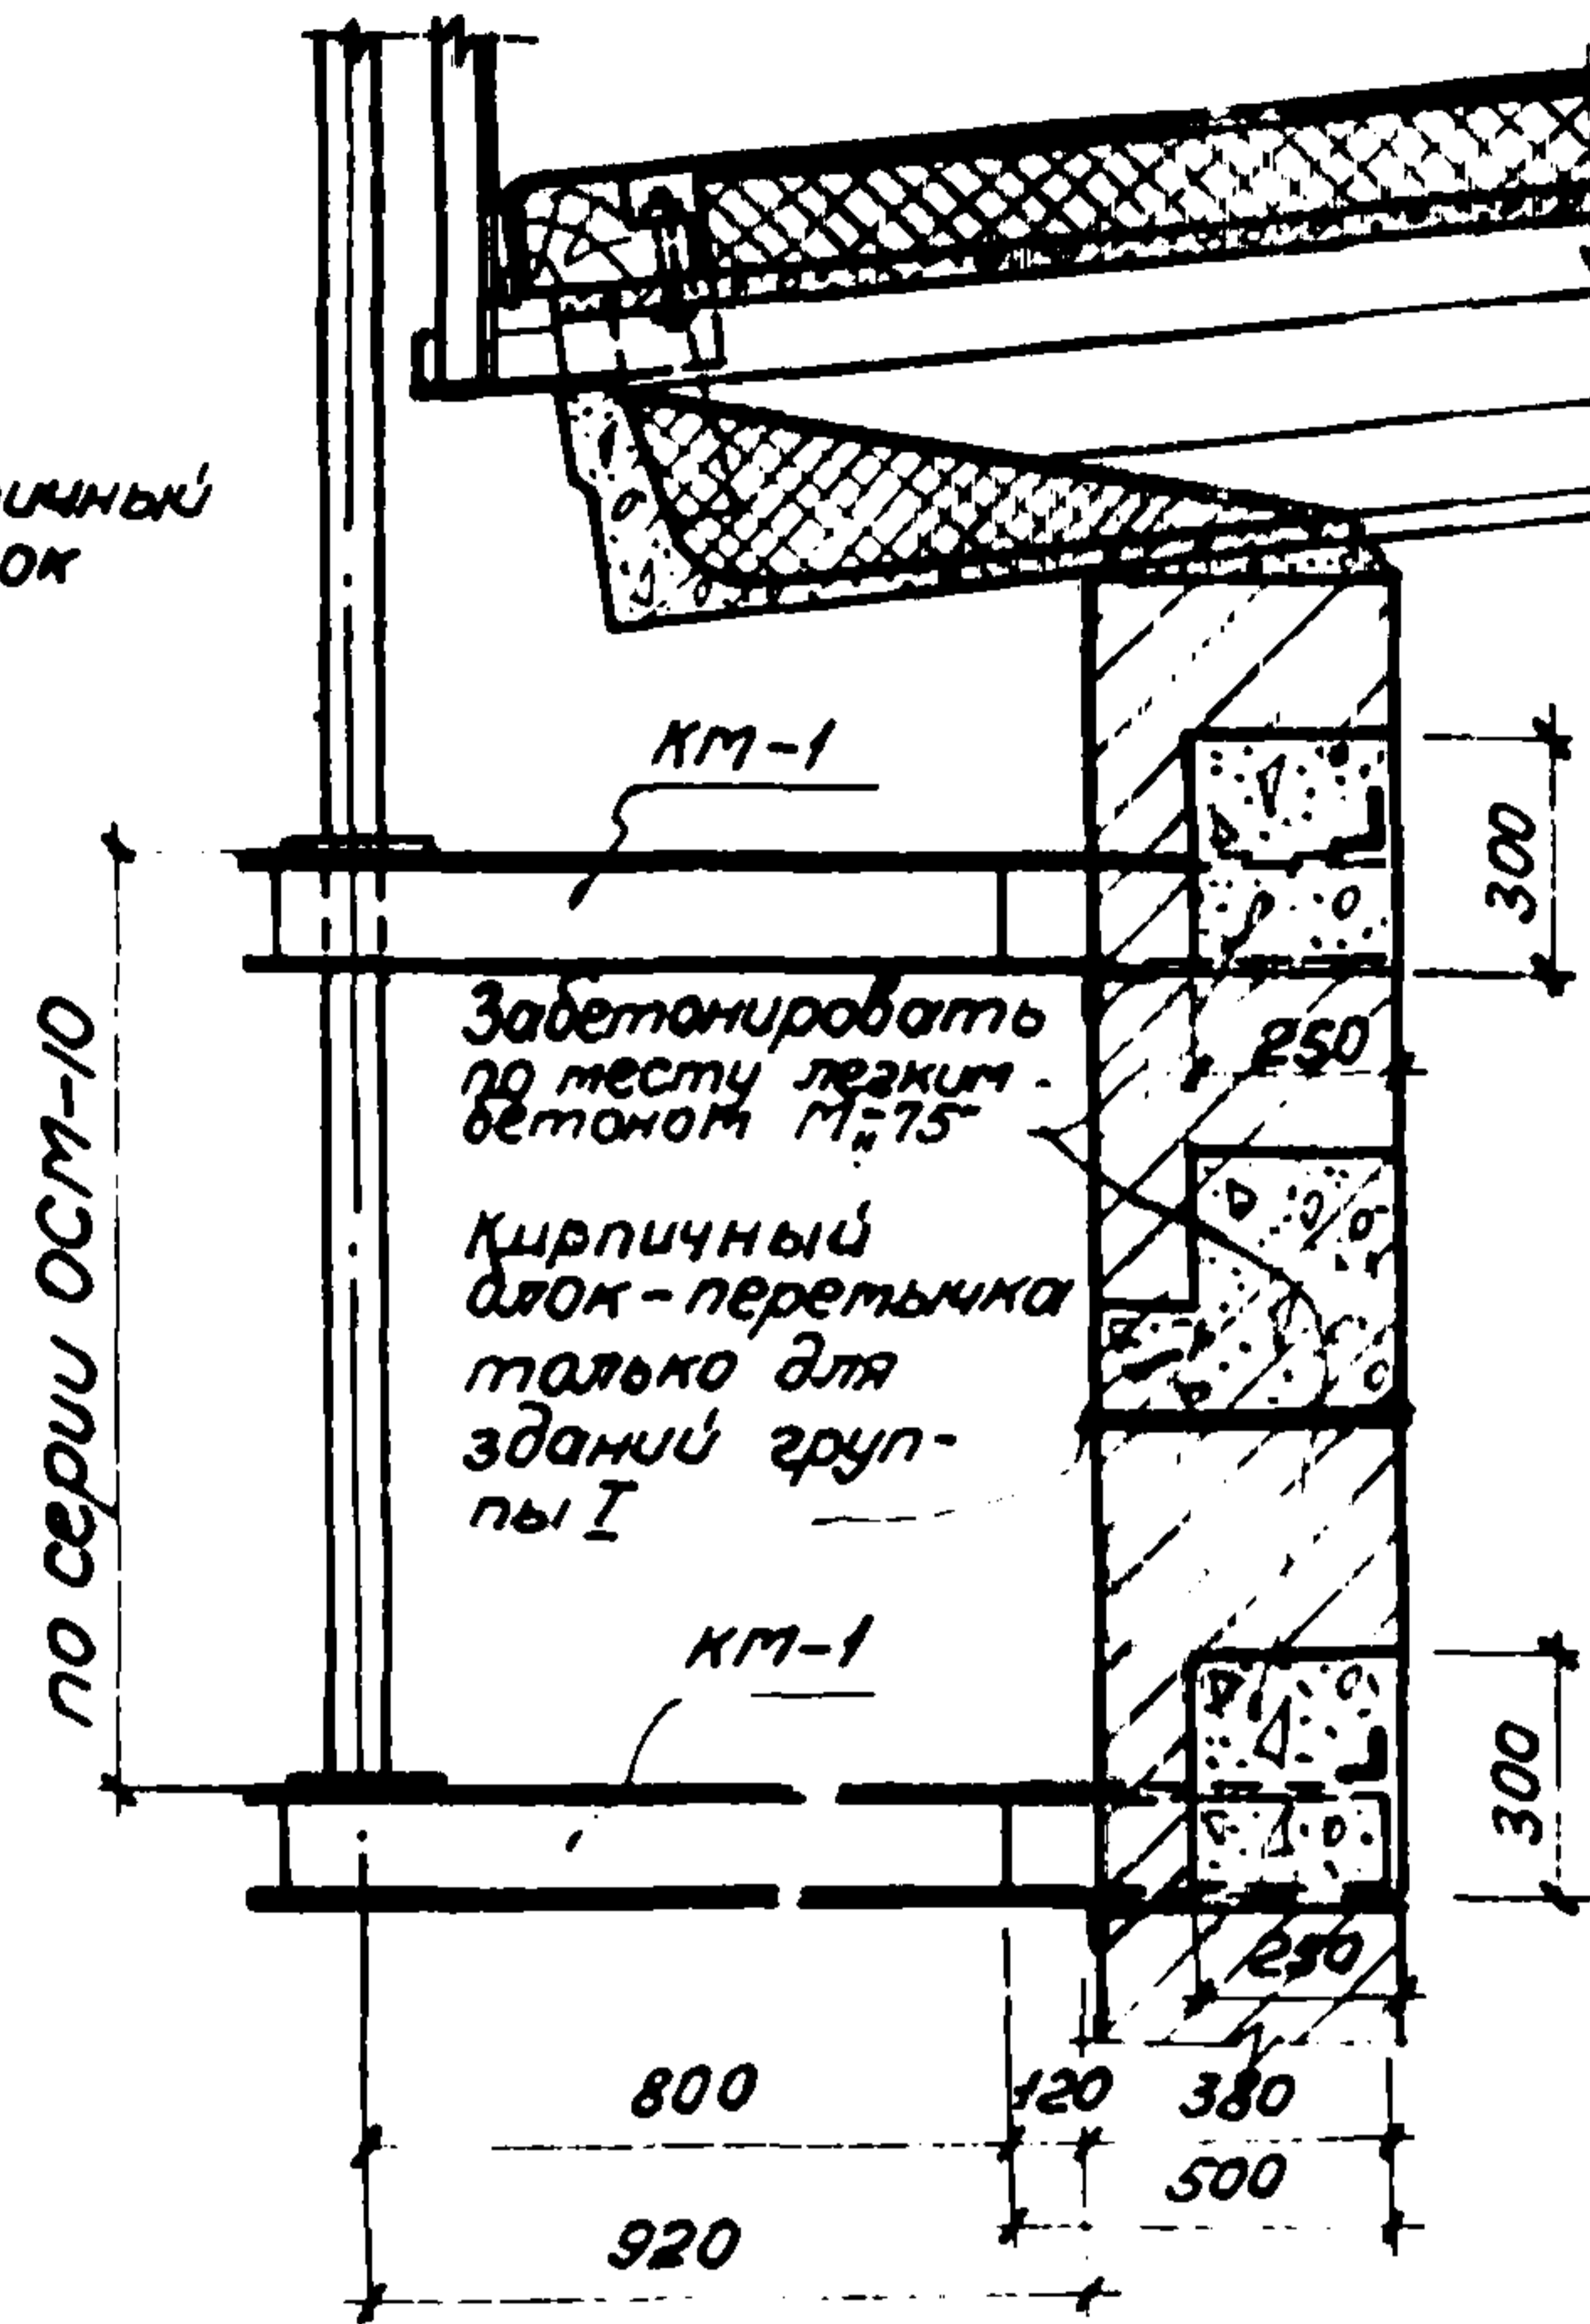 ок
КМ-1
300
Забетонировать
по месту легким
бетоном М-75
250
по серии ОСМ-10
Кирпичный
блок-перемычка
только для
зданий груп-
пы I
КМ-1
300
250
800
120
380
500
920